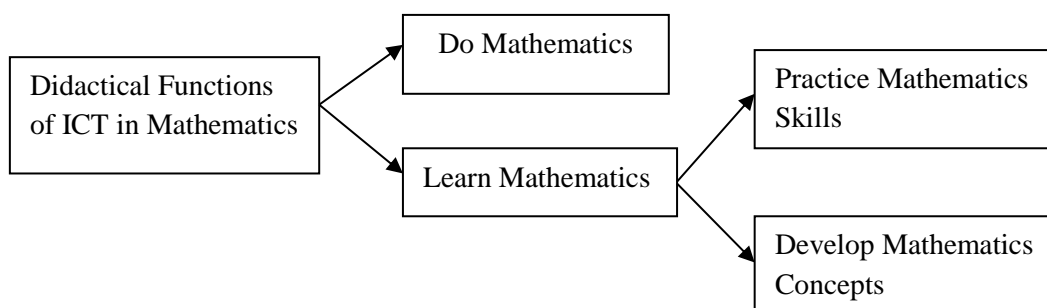 Didactical Functions
of ICT in Mathematics
Do Mathematics
Learn Mathematics
Practice Mathematics
Skills
Develop Mathematics
Concepts